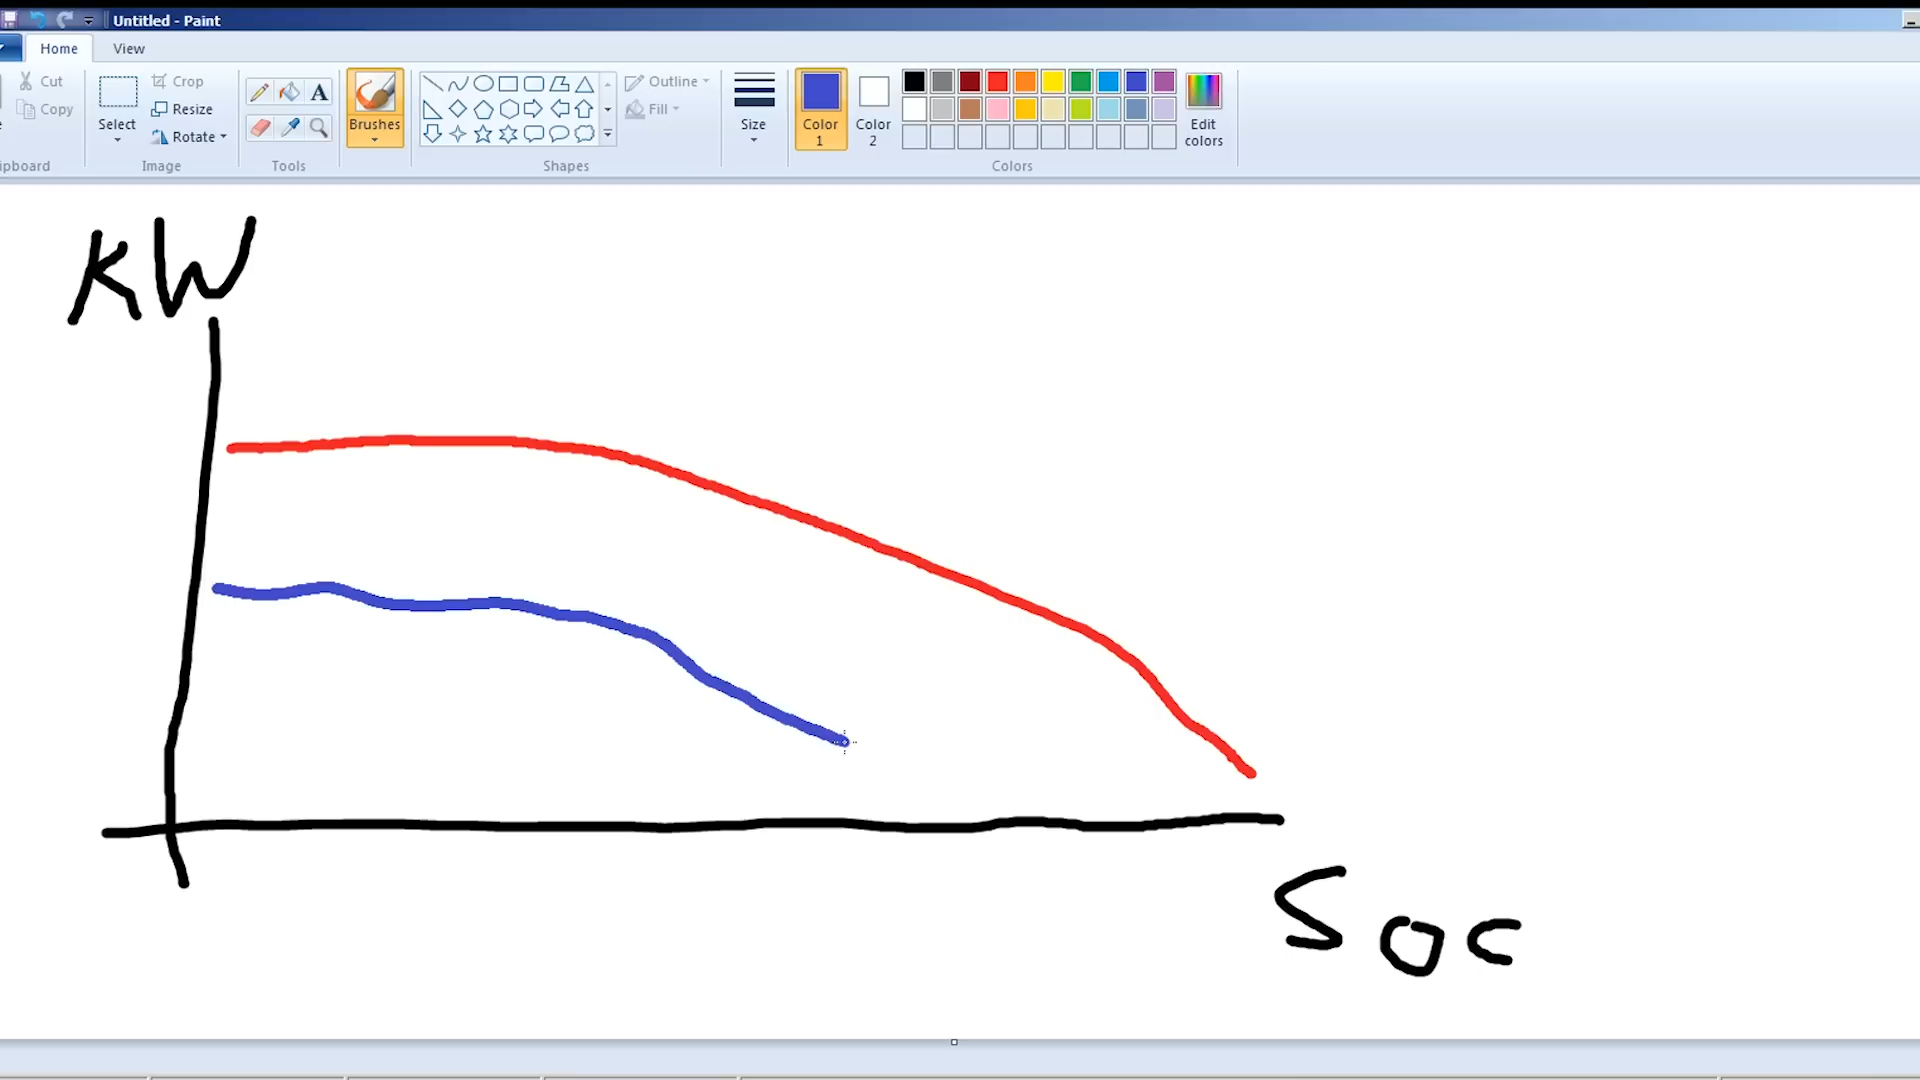 Untitled - Paint
Home View
Cut
Copy
Select
Crop
Resize
Rotate
Brushes
Outline
Fill
Size
Color 1
Color 2
Edit colors
pboard
Image
Tools
Shapes
Colors
KW
SOC